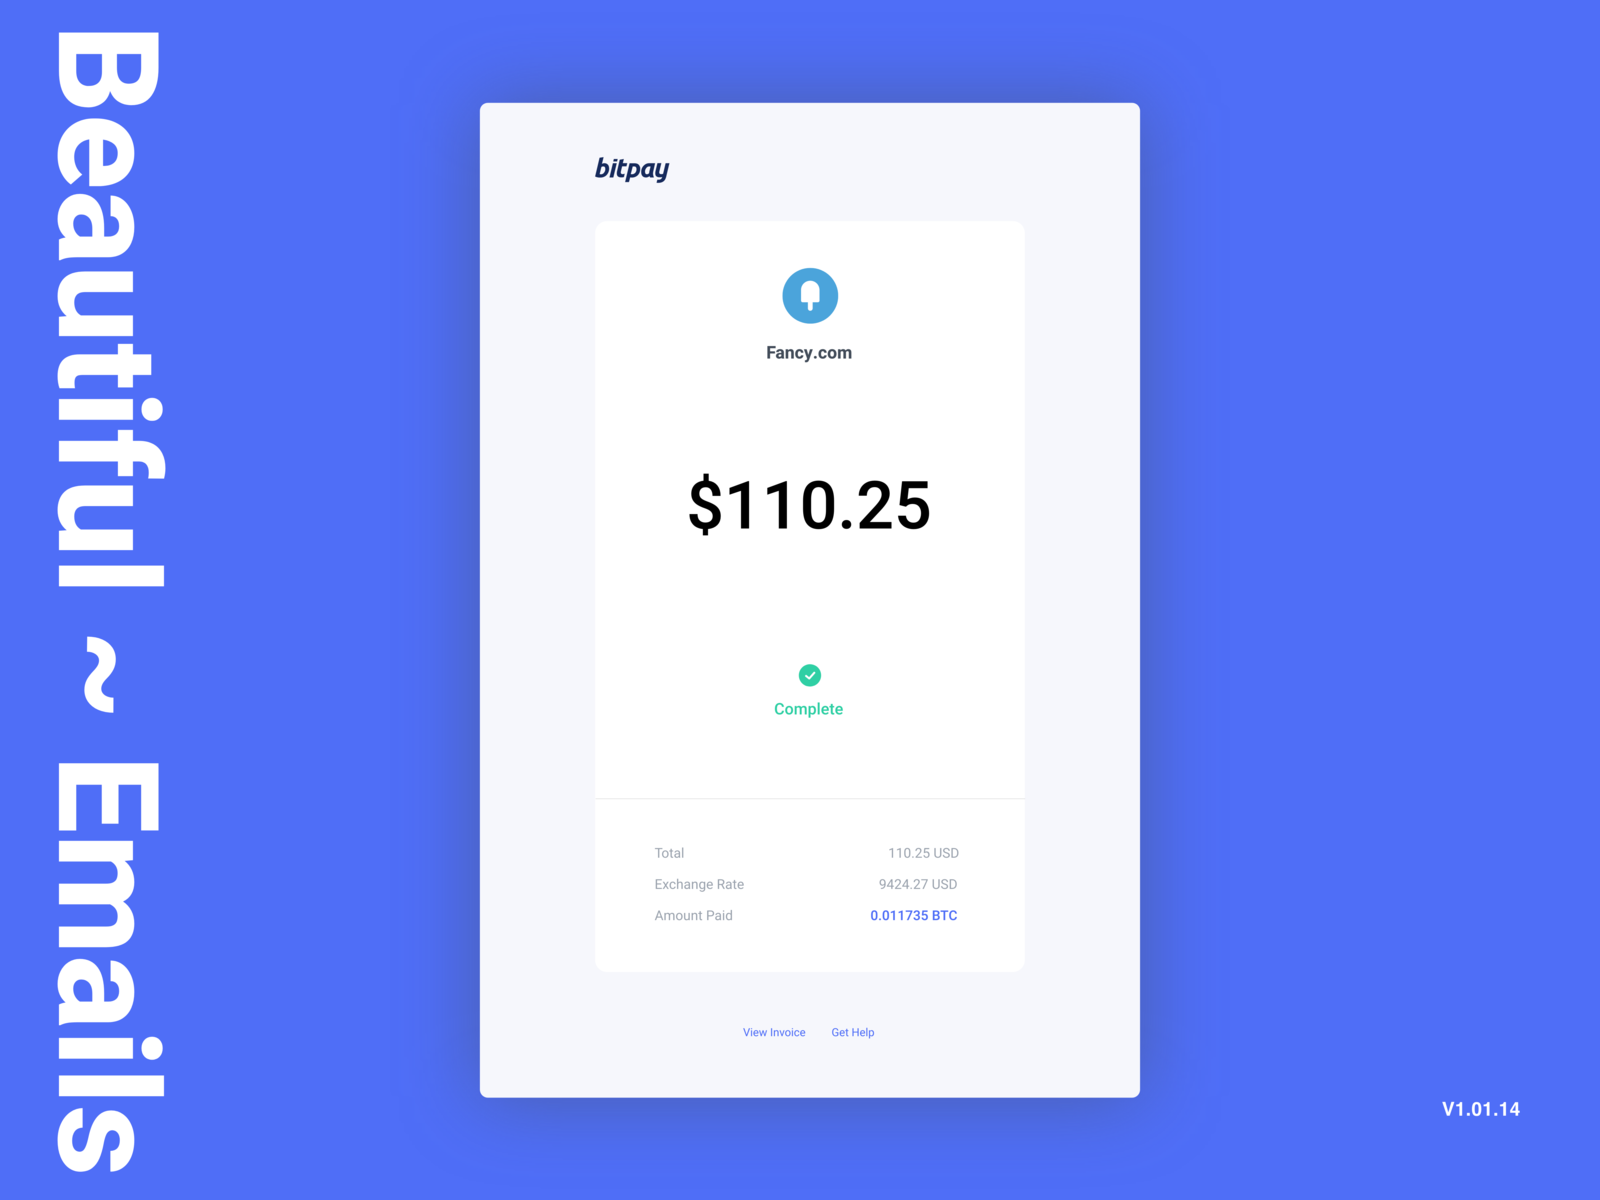 Beautiful ~ Emails
bitpay
Fancy.com
$110.25
Complete
Total 110.25 USD
Exchange Rate 9424.27 USD
Amount Paid 0.011735 BTC
View Invoice Get Help
V1.01.14